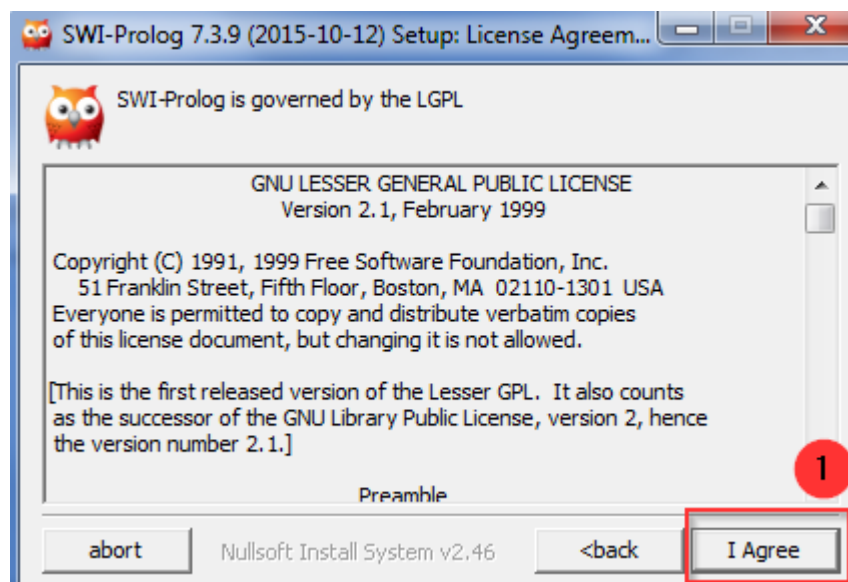 SWI-Prolog 7.3.9 (2015-10-12) Setup: License Agreem...
SWI-Prolog is governed by the LGPL
GNU LESSER GENERAL PUBLIC LICENSE
Version 2.1, February 1999
Copyright (C) 1991, 1999 Free Software Foundation, Inc.
51 Franklin Street, Fifth Floor, Boston, MA 02110-1301 USA
Everyone is permitted to copy and distribute verbatim copies
of this license document, but changing it is not allowed.
[This is the first released version of the Lesser GPL. It also counts
as the successor of the GNU Library Public License, version 2, hence
the version number 2.1.]
Preamble
1
abort Nullsoft Install System v2.46 <back I Agree